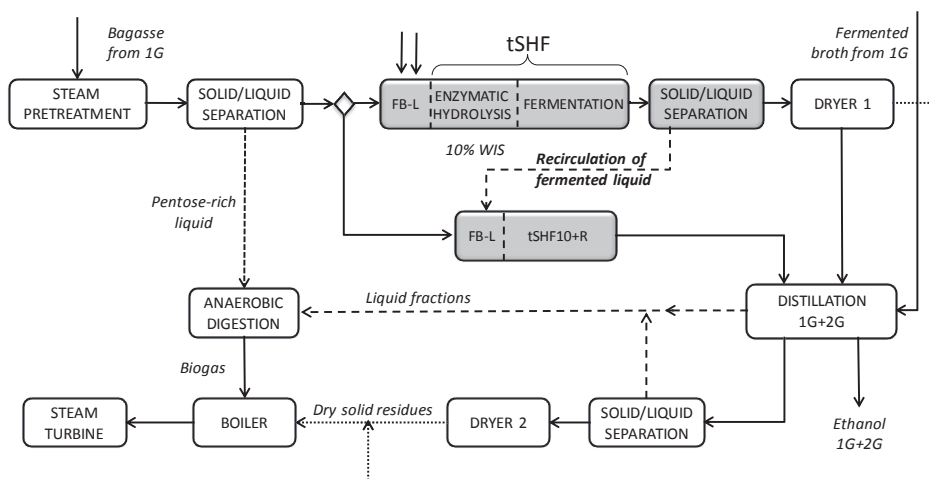 Bagasse
from 1G
tSHF
Fermented
broth from 1G
STEAM
PRETREATMENT
SOLID/LIQUID
SEPARATION
FB-L
ENZYMATIC
HYDROLYSIS
FERMENTATION
SOLID/LIQUID
SEPARATION
DRYER 1
10% WIS
Recirculation of
fermented liquid
Pentose-rich
liquid
FB-L
tSHF10+R
ANAEROBIC
DIGESTION
Liquid fractions
DISTILLATION
1G+2G
Biogas
STEAM
TURBINE
BOILER
Dry solid residues
DRYER 2
SOLID/LIQUID
SEPARATION
Ethanol
1G+2G